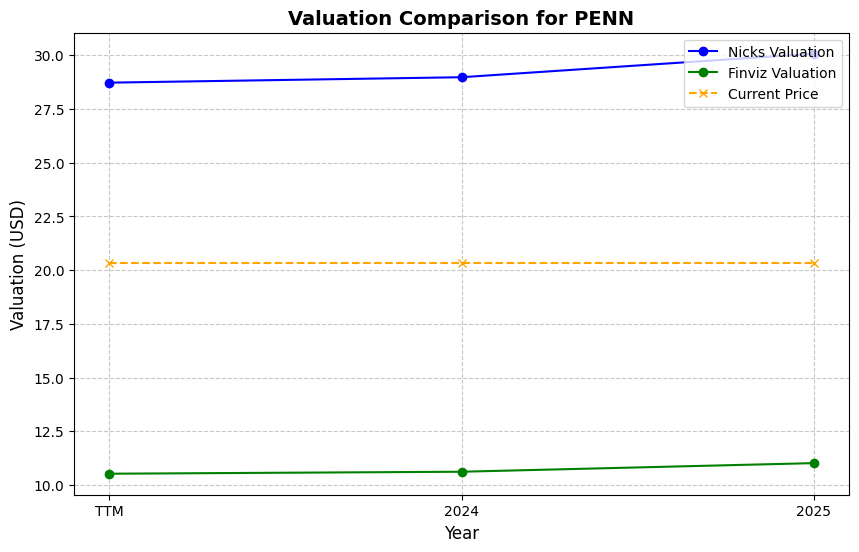 Valuation Comparison for PENN
Nicks Valuation
Finviz Valuation
Current Price
Valuation (USD)
30.0
27.5
25.0
22.5
20.0
17.5
15.0
12.5
10.0
TTM
2024
2025
Year